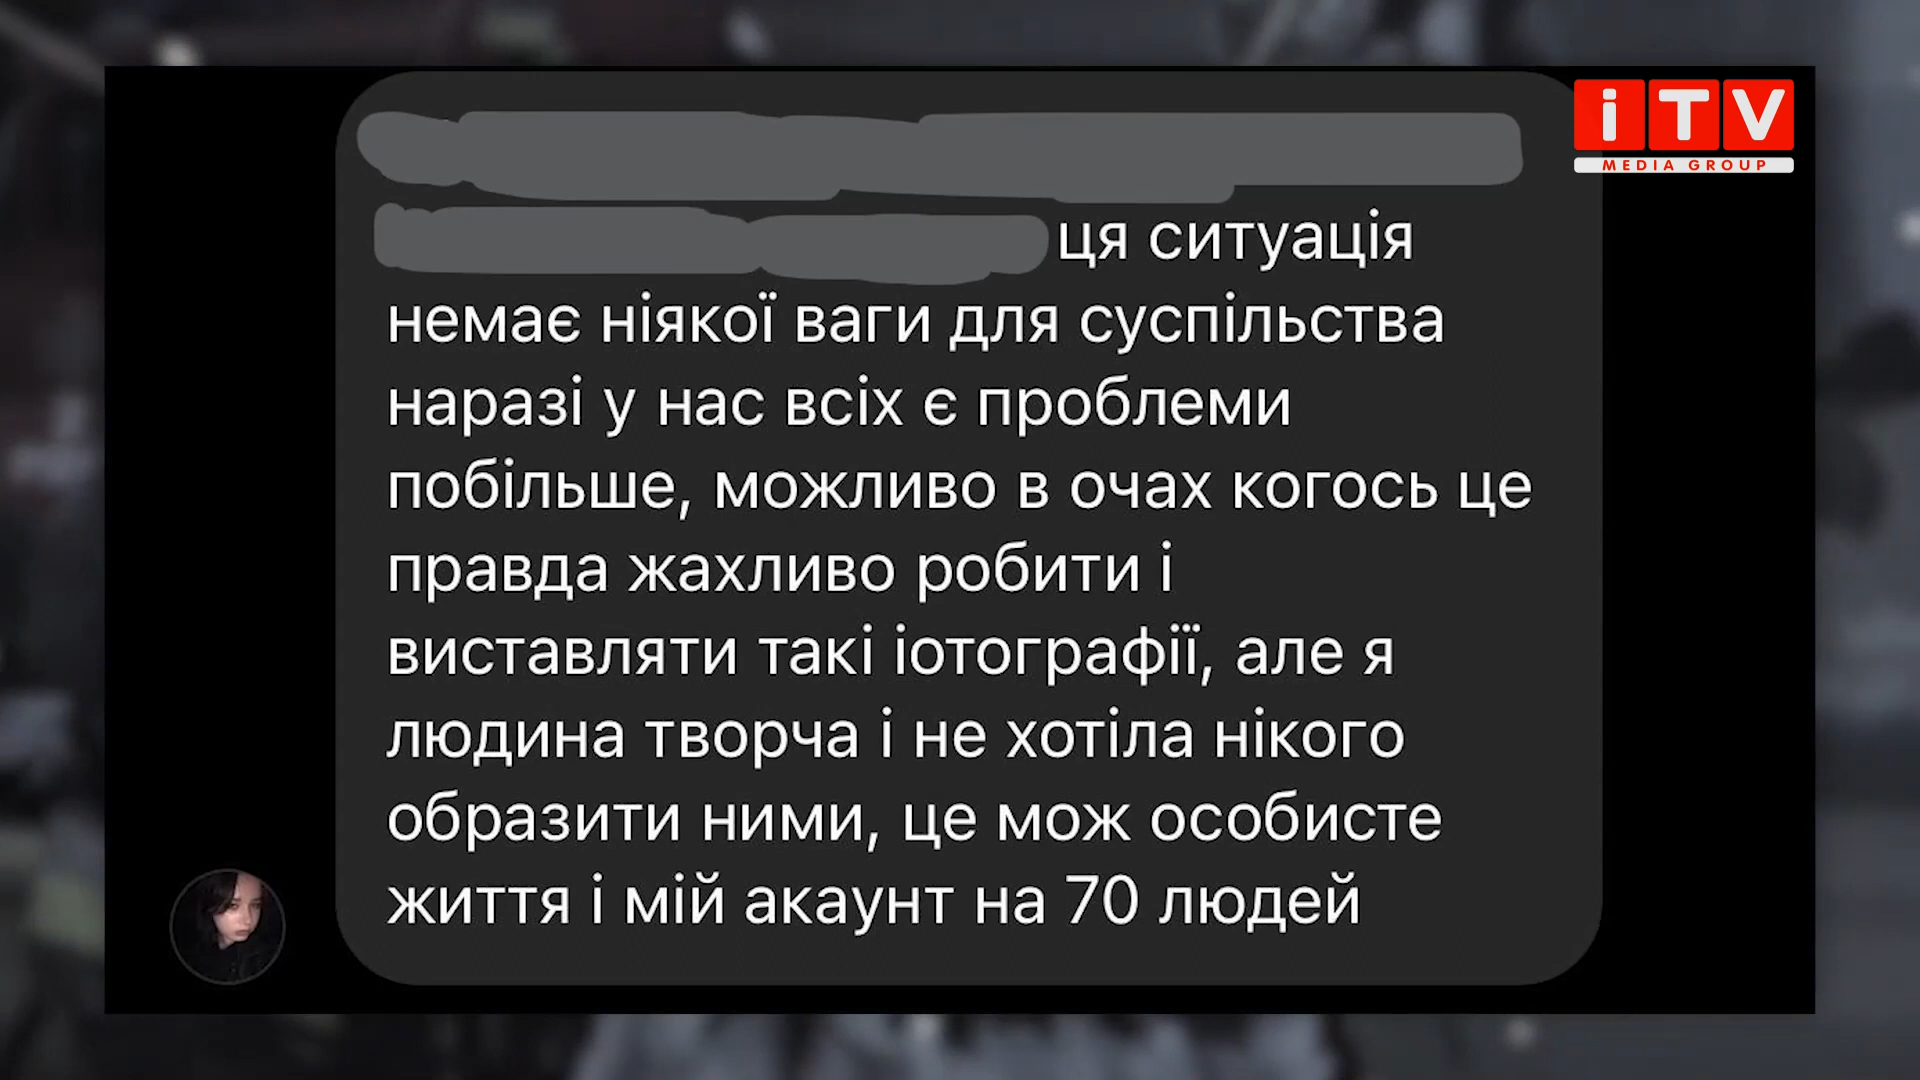 iTV
MEDIA GROUP
ця ситуація
немає ніякої ваги для суспільства
наразі у нас всіх є проблеми
побільше, можливо в очах когось це
правда жахливо робити і
виставляти такі іотографії, але я
людина творча і не хотіла нікого
образити ними, це мож особисте
життя і мій акаунт на 70 людей